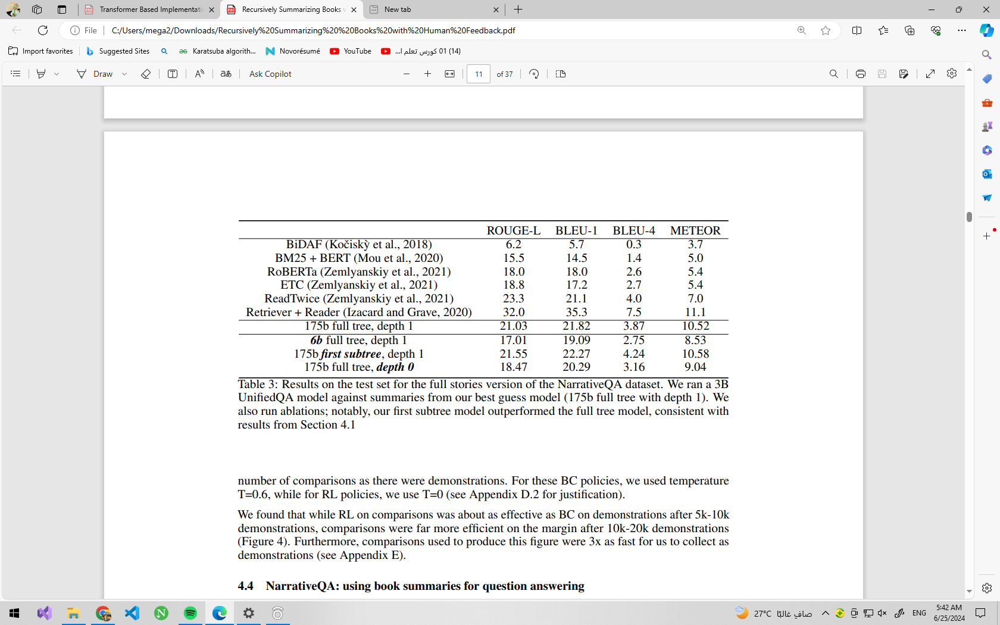 Transformer Based Implementati
Recursively Summarizing Books w
New tab
File
C:/Users/mega2/Downloads/Recursively%20Summarizing%20%20Books%20with%20Human%20Feedback.pdf
Import favorites
Suggested Sites
Karatsuba algorith...
Novorésumé
YouTube
(14) 01 كورس تعلم ا...
Draw
Ask Copilot
11 of 37
ROUGE-L BLEU-1 BLEU-4 METEOR
BiDAF (Kočiskỳ et al., 2018) 6.2 5.7 0.3 3.7
BM25 + BERT (Mou et al., 2020) 15.5 14.5 1.4 5.0
RoBERTa (Zemlyanskiy et al., 2021) 18.0 18.0 2.6 5.4
ETC (Zemlyanskiy et al., 2021) 18.8 17.2 2.7 5.4
ReadTwice (Zemlyanskiy et al., 2021) 23.3 21.1 4.0 7.0
Retriever + Reader (Izacard and Grave, 2020) 32.0 35.3 7.5 11.1
175b full tree, depth 1 21.03 21.82 3.87 10.52
6b full tree, depth 1 17.01 19.09 2.75 8.53
175b first subtree, depth 1 21.55 22.27 4.24 10.58
175b full tree, depth 0 18.47 20.29 3.16 9.04
Table 3: Results on the test set for the full stories version of the NarrativeQA dataset. We ran a 3B
UnifiedQA model against summaries from our best guess model (175b full tree with depth 1). We
also run ablations; notably, our first subtree model outperformed the full tree model, consistent with
results from Section 4.1
number of comparisons as there were demonstrations. For these BC policies, we used temperature
T=0.6, while for RL policies, we use T=0 (see Appendix D.2 for justification).
We found that while RL on comparisons was about as effective as BC on demonstrations after 5k-10k
demonstrations, comparisons were far more efficient on the margin after 10k-20k demonstrations
(Figure 4). Furthermore, comparisons used to produce this figure were 3x as fast for us to collect as
demonstrations (see Appendix E).
4.4 NarrativeQA: using book summaries for question answering
27°C صافٍ غالبًا
ENG
5:42 AM
6/25/2024